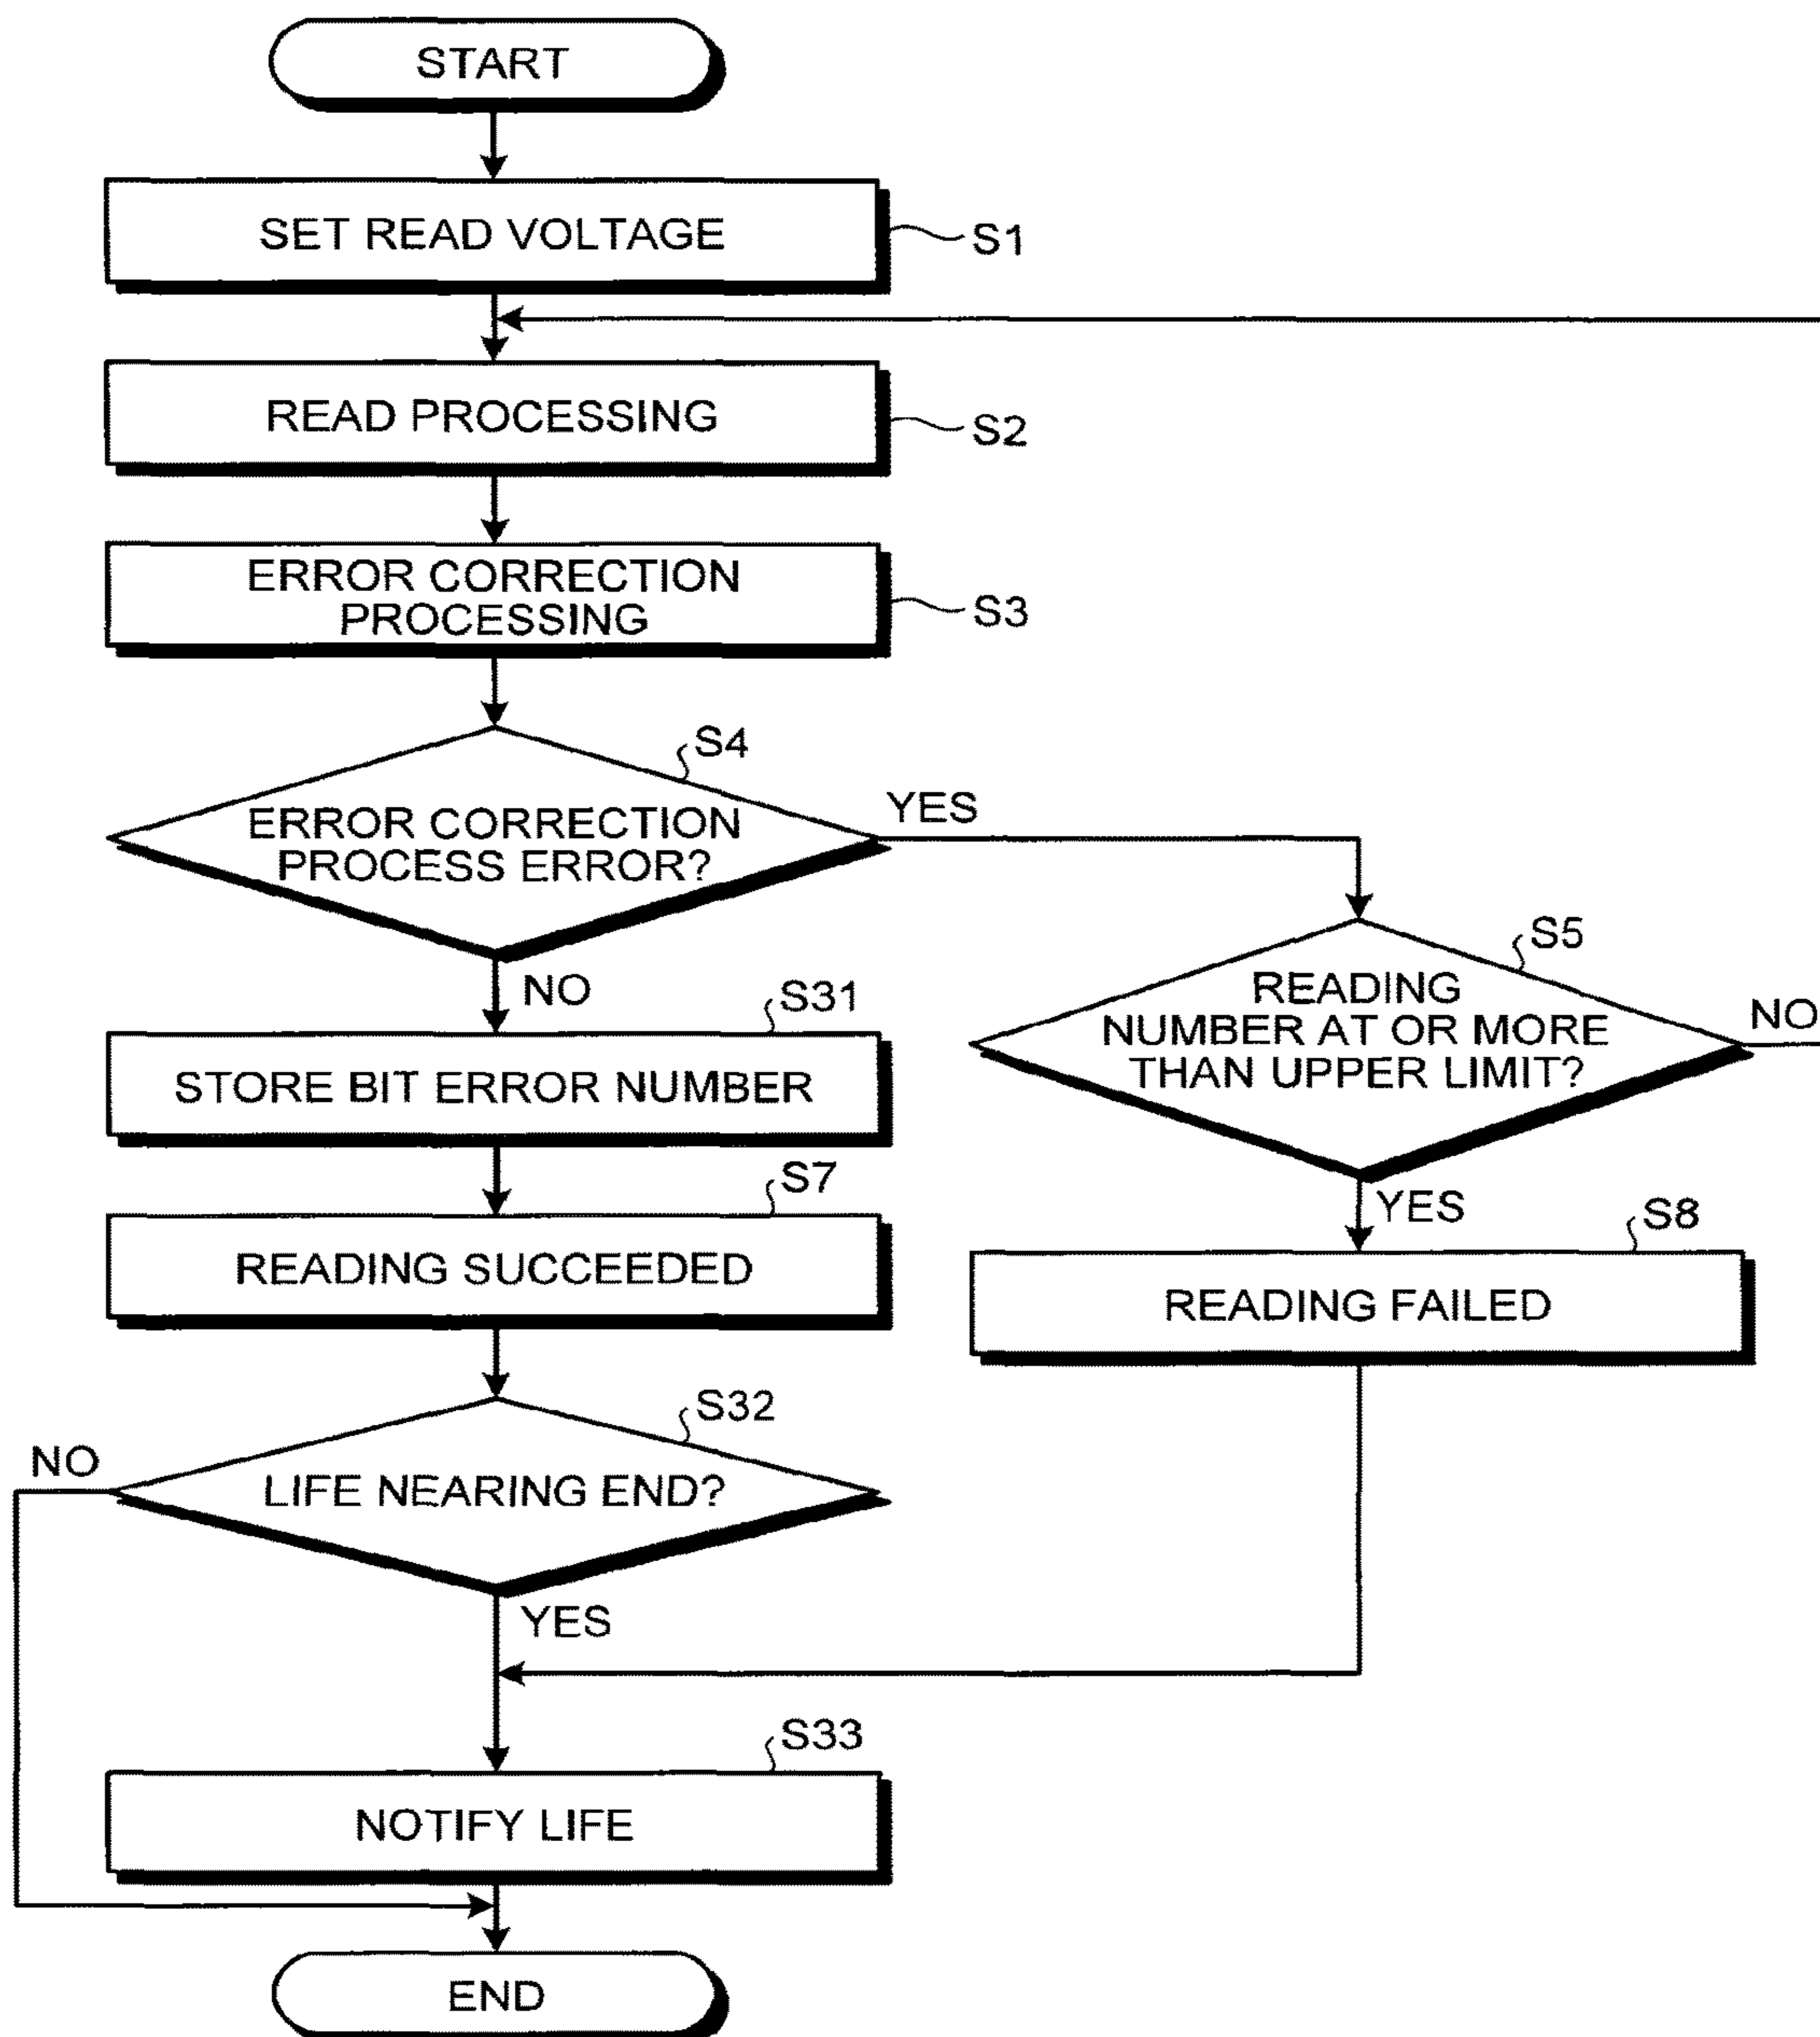 START
SET READ VOLTAGE
S1
READ PROCESSING
S2
ERROR CORRECTION
PROCESSING
S3
S4
ERROR CORRECTION
PROCESS ERROR?
YES
NO
S5
READING
NUMBER AT OR MORE
THAN UPPER LIMIT?
NO
YES
S31
STORE BIT ERROR NUMBER
S7
READING SUCCEEDED
S8
READING FAILED
S32
LIFE NEARING END?
NO
YES
S33
NOTIFY LIFE
END